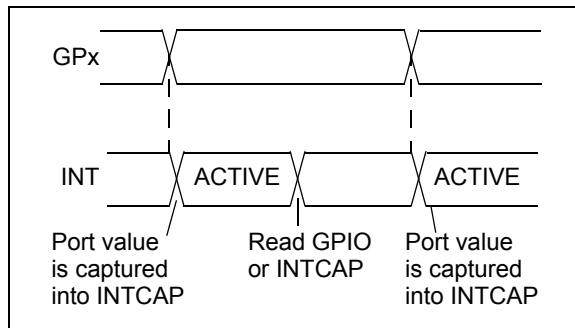 GPx
INT
ACTIVE
ACTIVE
Port value
is captured
into INTCAP
Read GPIO
or INTCAP
Port value
is captured
into INTCAP